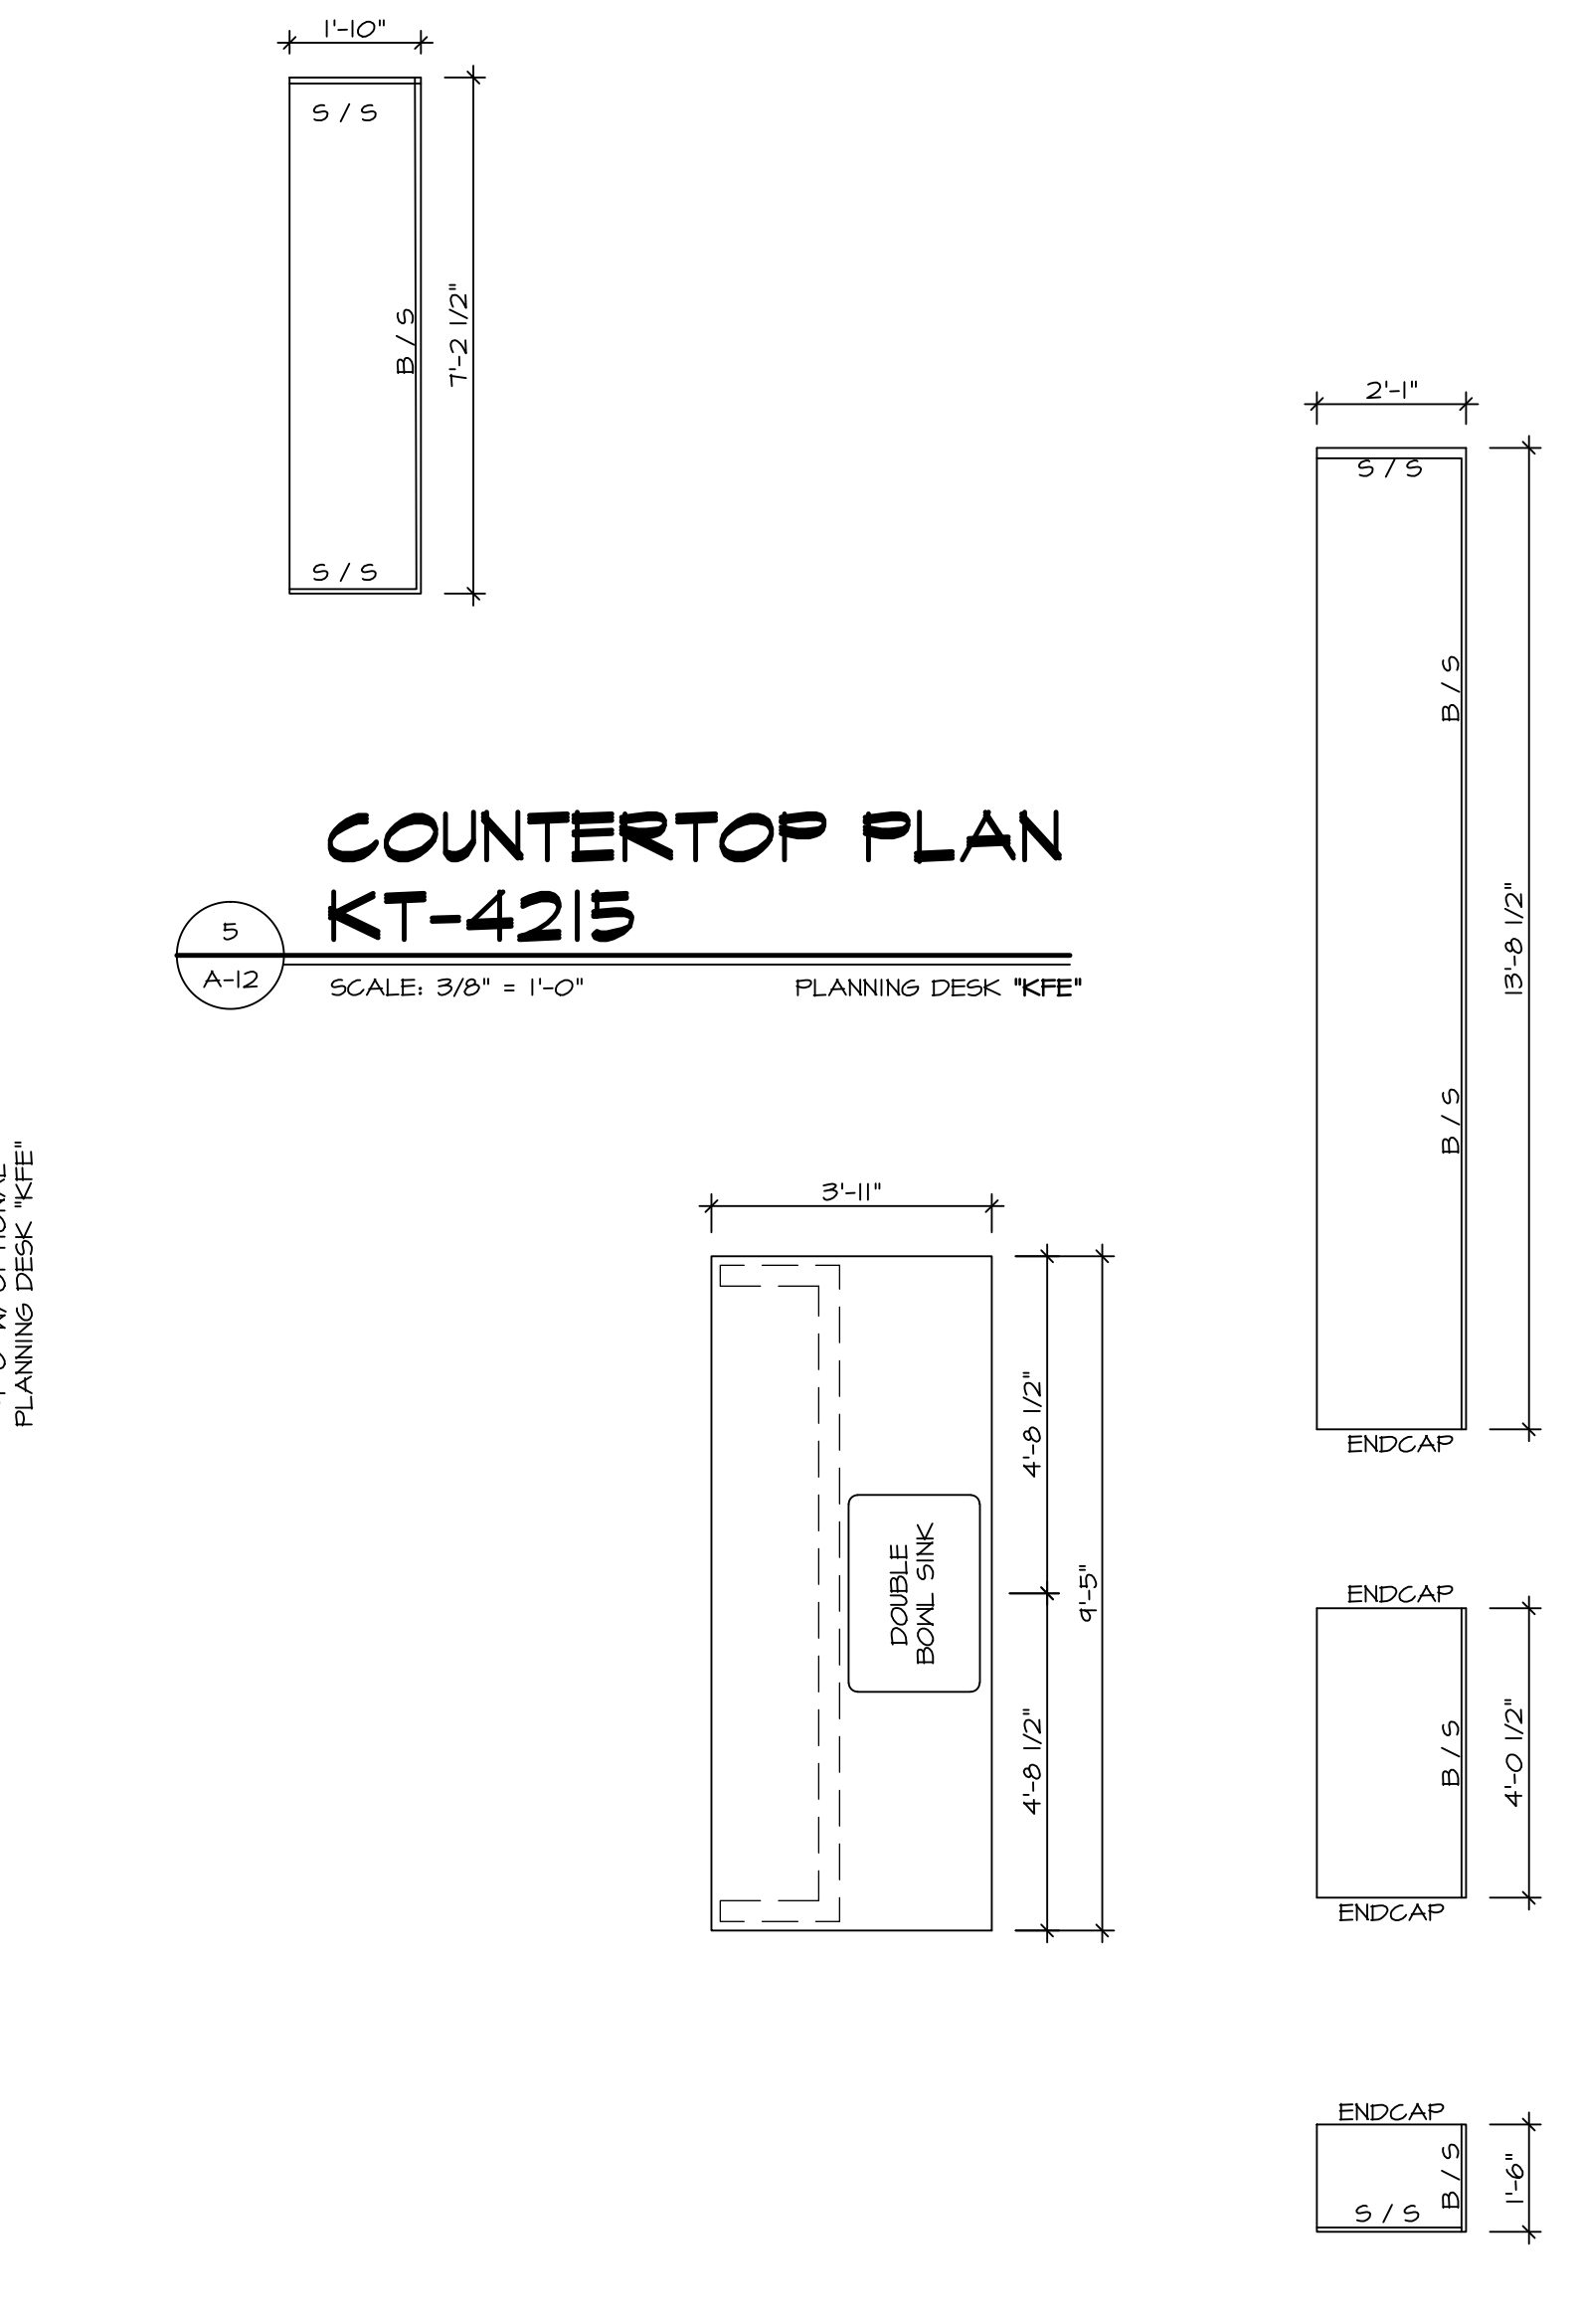 1'-10"
S / S
B / S
7'-2 1/2"
S / S
2'-1"
S / S
B / S
13'-8 1/2"
B / S
ENDCAP
COUNTERTOP PLAN
KT-4215
5
A-12
SCALE: 3/8" = 1'-0"
PLANNING DESK "KFE"
PLANNING DESK "KFE"
3'-11"
4'-8 1/2"
9'-5"
DOUBLE
BOWL SINK
4'-8 1/2"
ENDCAP
B / S
4'-0 1/2"
ENDCAP
ENDCAP
B / S
1'-6"
S / S